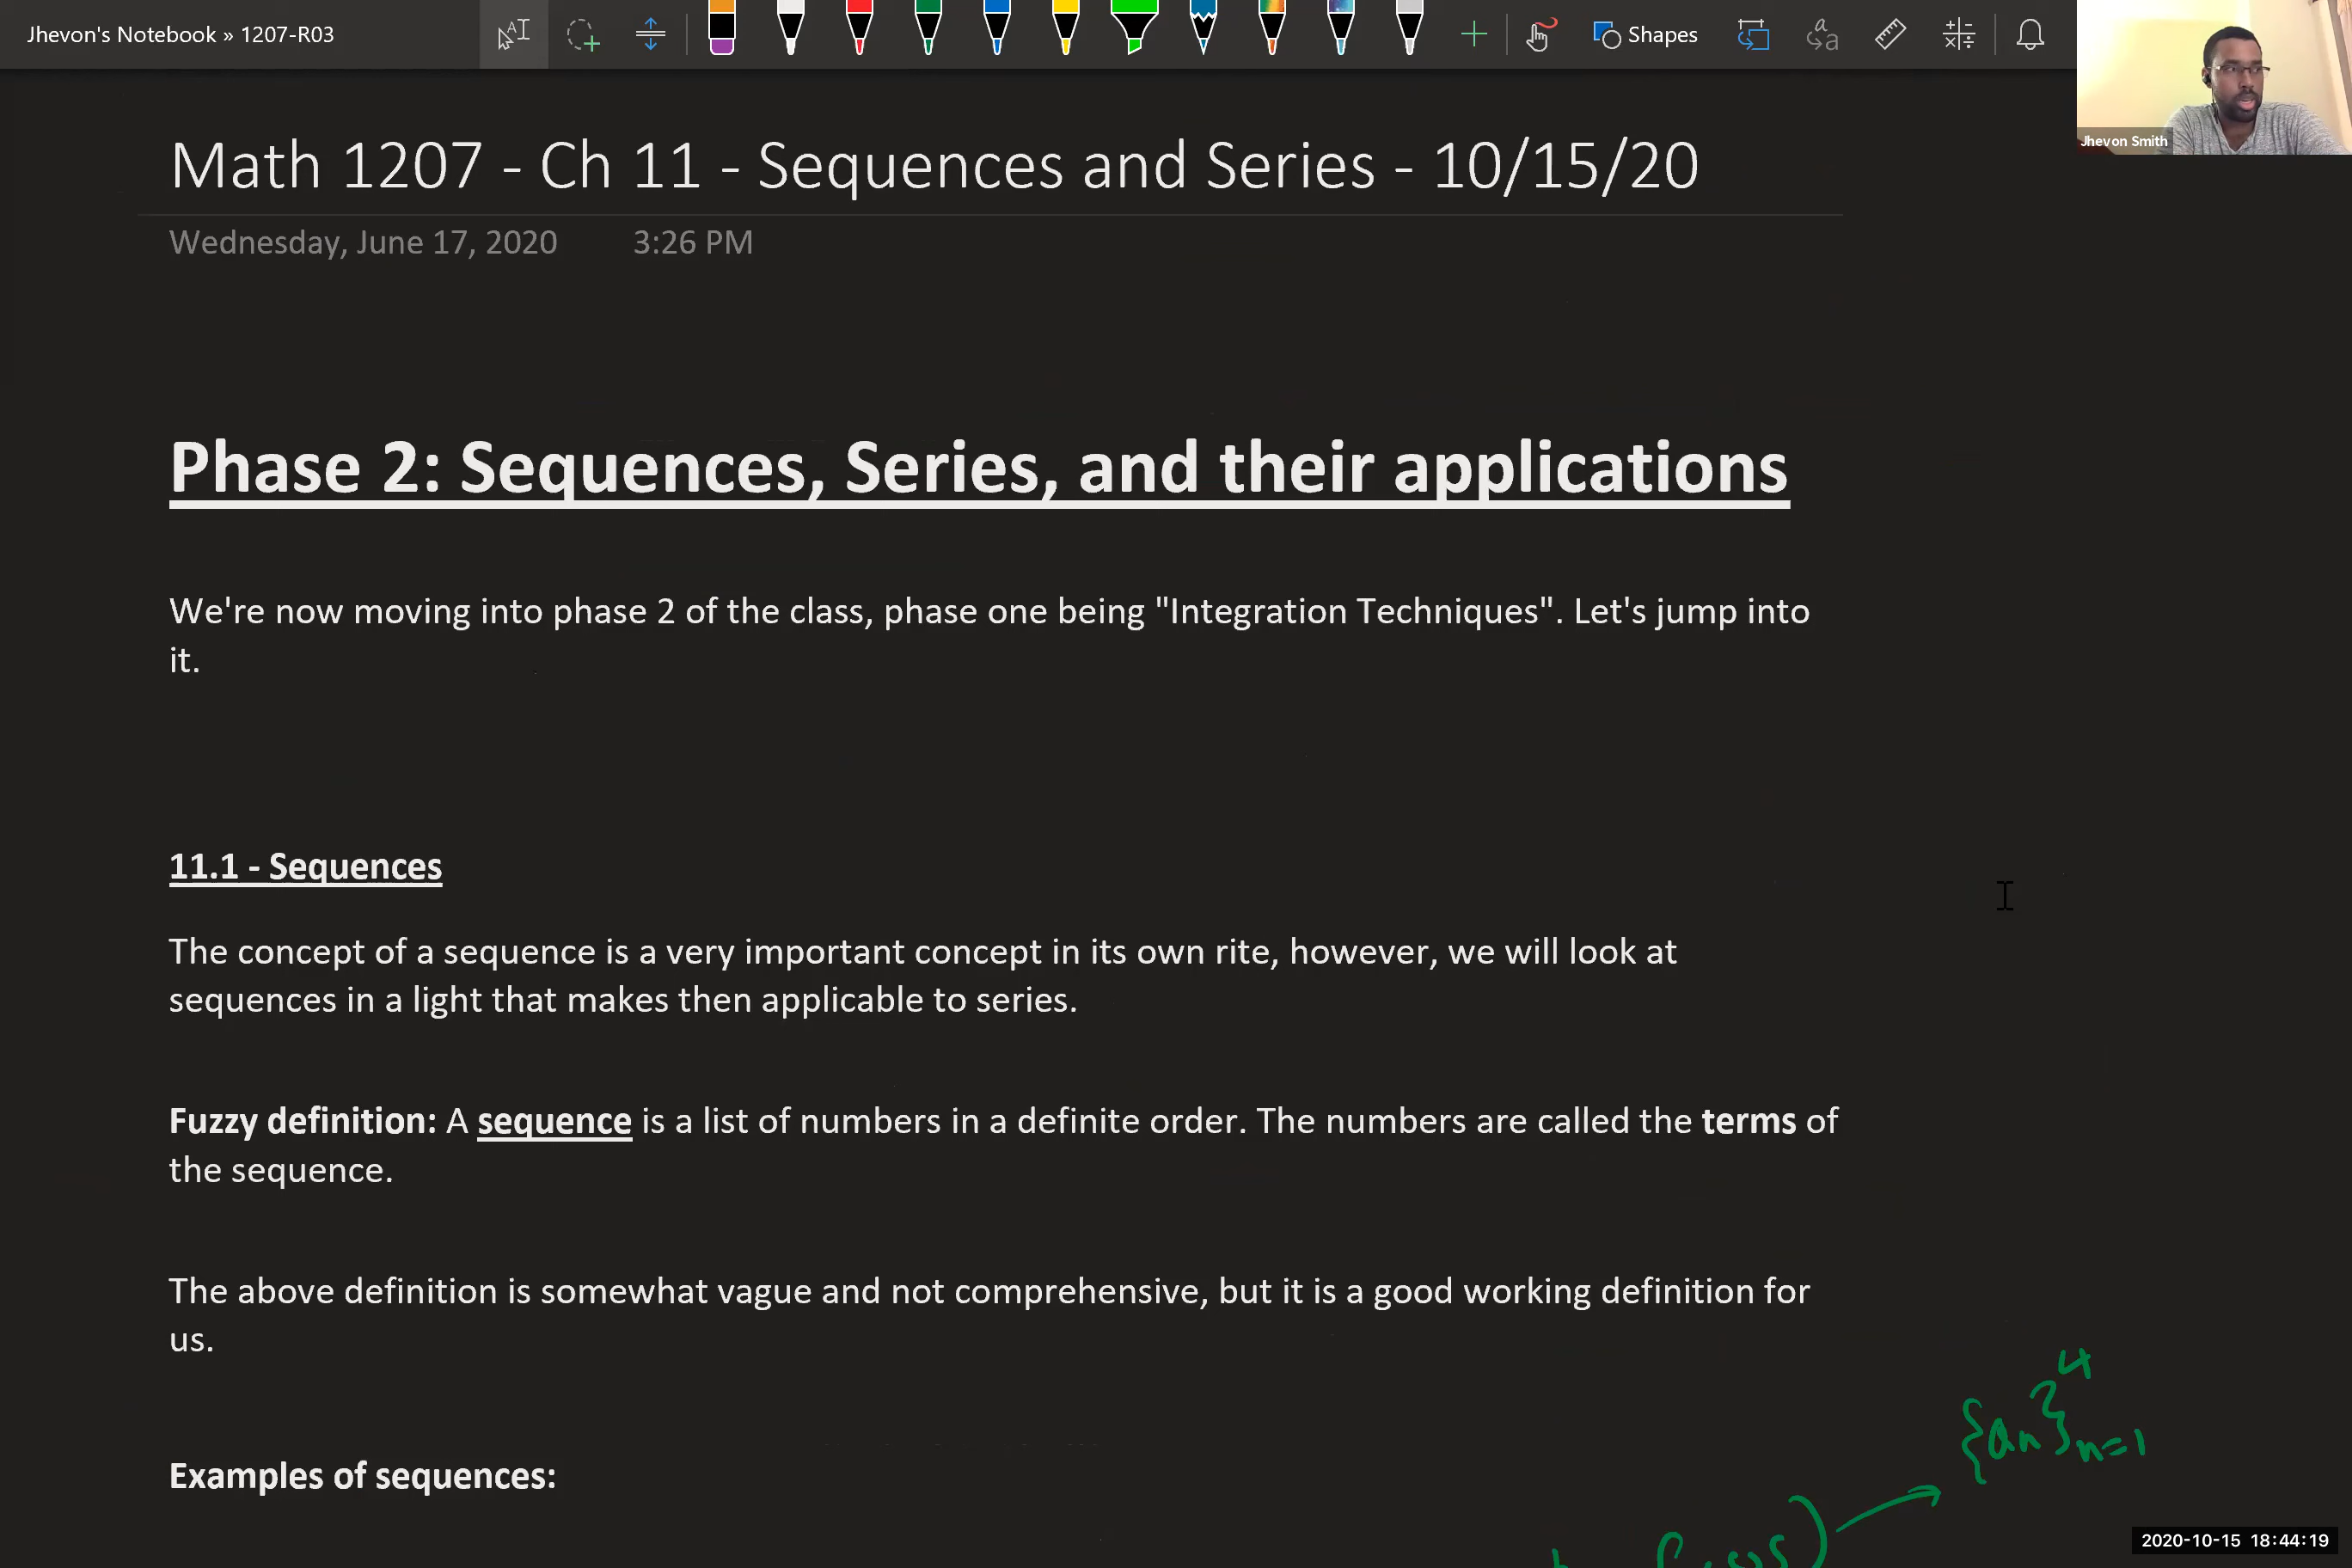 Jhevon's Notebook » 1207-R03
Shapes
Jhevon Smith
Math 1207 - Ch 11 - Sequences and Series - 10/15/20
Wednesday, June 17, 2020 3:26 PM
Phase 2: Sequences, Series, and their applications
We're now moving into phase 2 of the class, phase one being "Integration Techniques". Let's jump into
it.
11.1 - Sequences
The concept of a sequence is a very important concept in its own rite, however, we will look at
sequences in a light that makes then applicable to series.
Fuzzy definition: A sequence is a list of numbers in a definite order. The numbers are called the terms of
the sequence.
The above definition is somewhat vague and not comprehensive, but it is a good working definition for
us.
{an}⁴n=1
Examples of sequences:
2020-10-15 18:44:19